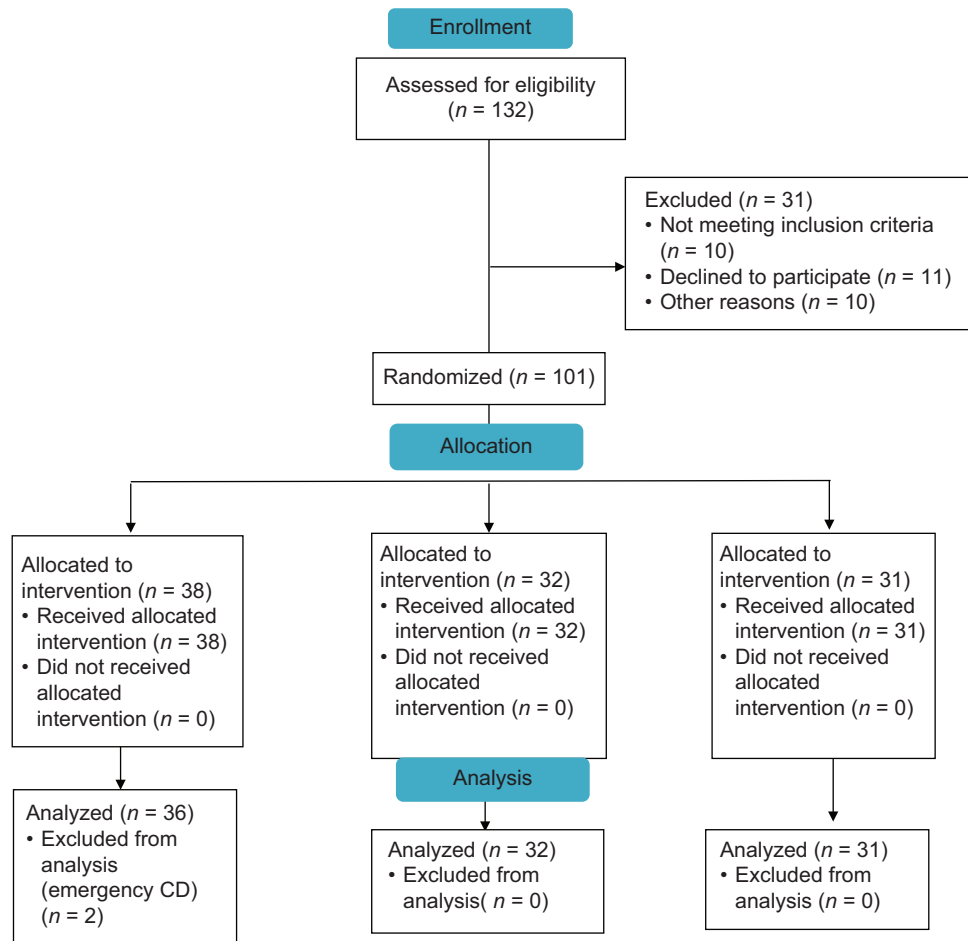 Enrollment
Assessed for eligibility
(n = 132)
Excluded (n = 31)
• Not meeting inclusion criteria
(n = 10)
• Declined to participate (n = 11)
• Other reasons (n = 10)
Randomized (n = 101)
Allocation
Allocated to
intervention (n = 38)
• Received allocated
intervention (n = 38)
• Did not received
allocated
intervention (n = 0)
Allocated to
intervention (n = 32)
• Received allocated
intervention (n = 32)
• Did not received
allocated
intervention (n = 0)
Allocated to
intervention (n = 31)
• Received allocated
intervention (n = 31)
• Did not received
allocated
intervention (n = 0)
Analysis
Analyzed (n = 36)
• Excluded from
analysis
(emergency CD)
(n = 2)
Analyzed (n = 32)
• Excluded from
analysis( n = 0)
Analyzed (n = 31)
• Excluded from
analysis (n = 0)